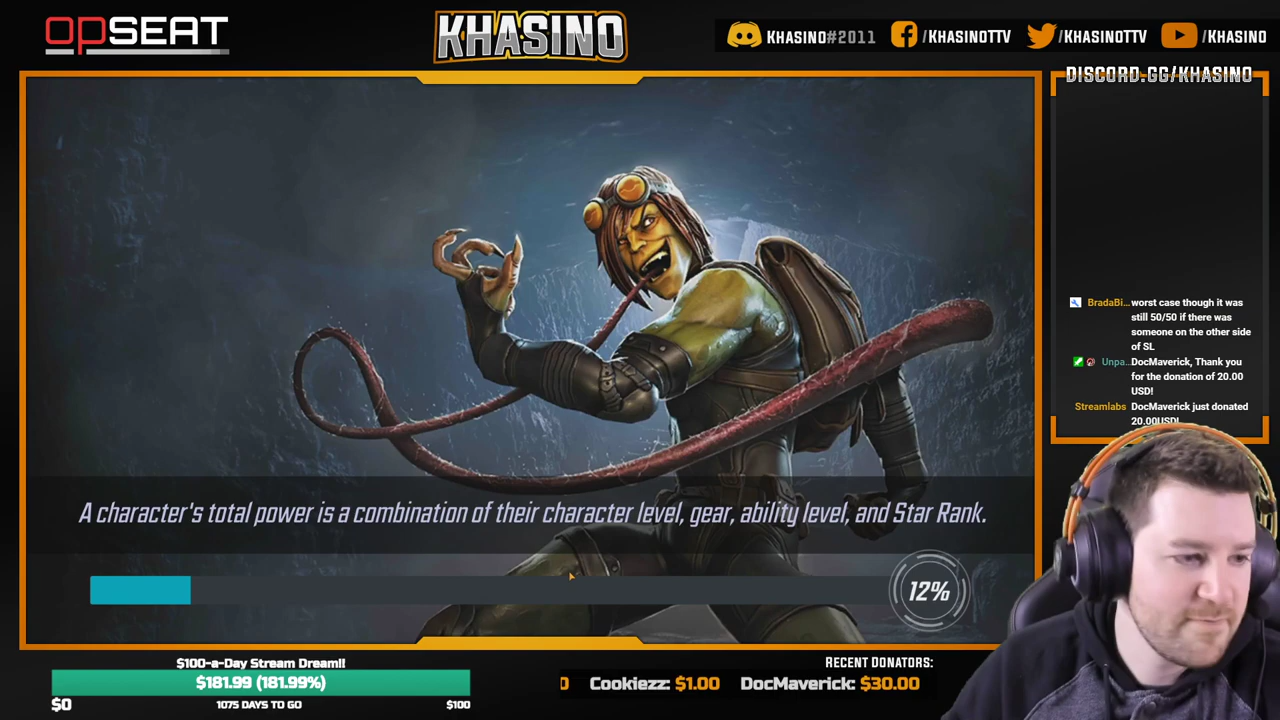 opSEAT
KHASINO
KHASINO#2011
/KHASINOTTV
/KHASINOTTV
/KHASINO
DISCORD.GG/KHASINO
BradaBi... worst case though it was
still 50/50 if there was
someone on the other side
of SL
Unpa... DocMaverick, Thank you
for the donation of 20.00
USD!
Streamlabs DocMaverick just donated
20.00USD!
A character's total power is a combination of their character level, gear, ability level, and Star Rank.
12%
$100-a-Day Stream Dream!!
$181.99 (181.99%)
$0
1075 DAYS TO GO
$100
RECENT DONATORS:
Cookiezz: $1.00
DocMaverick: $30.00